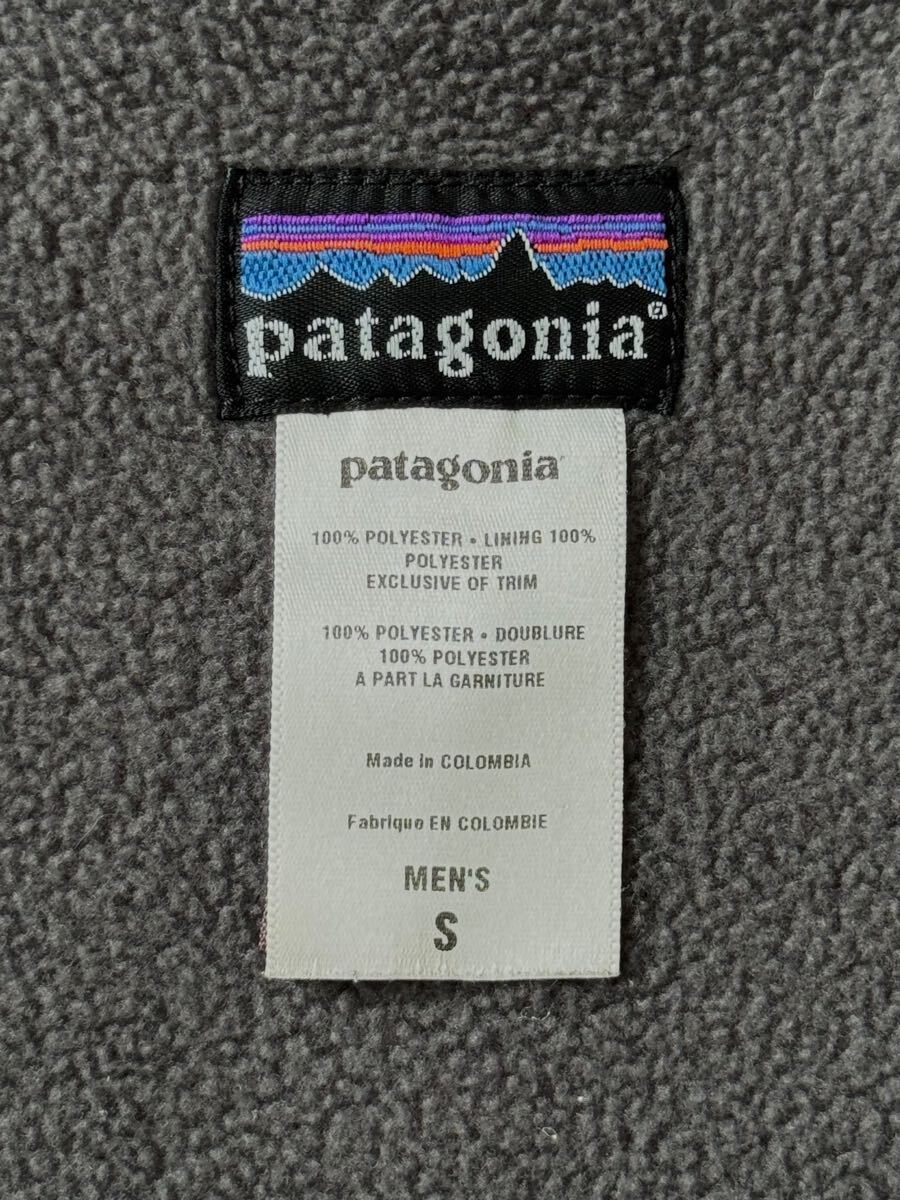 patagonia®
patagonia
100% POLYESTER • LINING 100%
POLYESTER
EXCLUSIVE OF TRIM
100% POLYESTER • DOUBLURE
100% POLYESTER
A PART LA GARNITURE
Made in COLOMBIA
Fabrique EN COLOMBIE
MEN'S
S